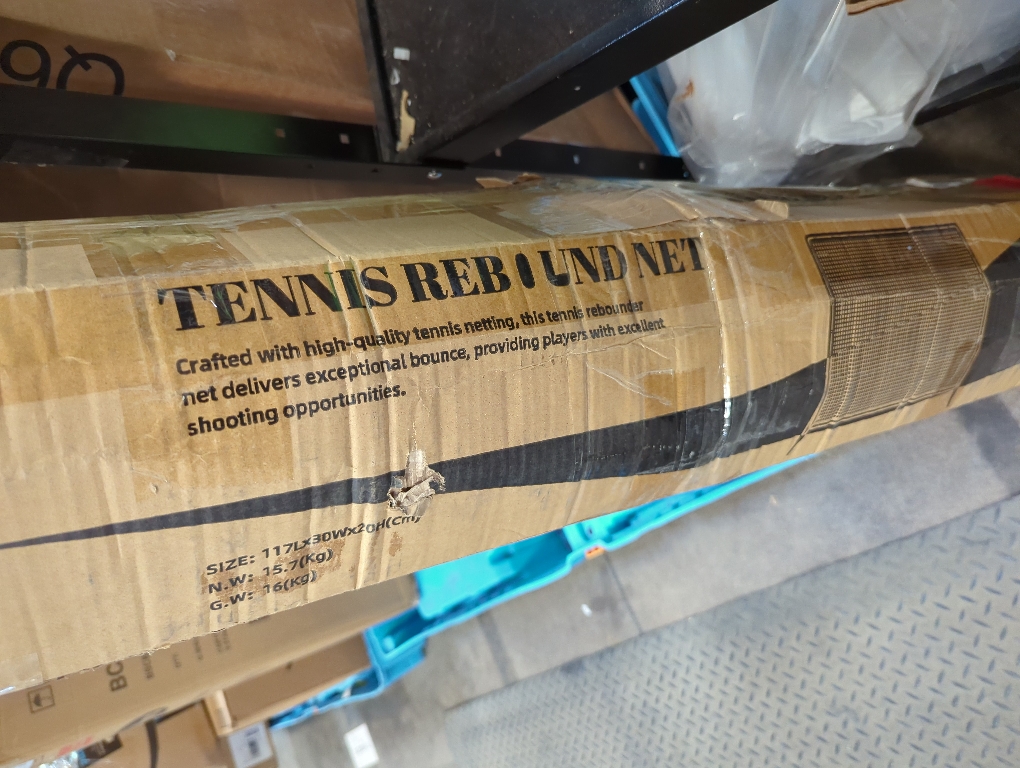 TENNIS REBOUND NET
Crafted with high-quality tennis netting, this tennis rebounder
net delivers exceptional bounce, providing players with excellent
shooting opportunities.
SIZE: 117Lx30Wx20H(Cm)
N.W: 15.7(Kg)
G.W: 16(Kg)